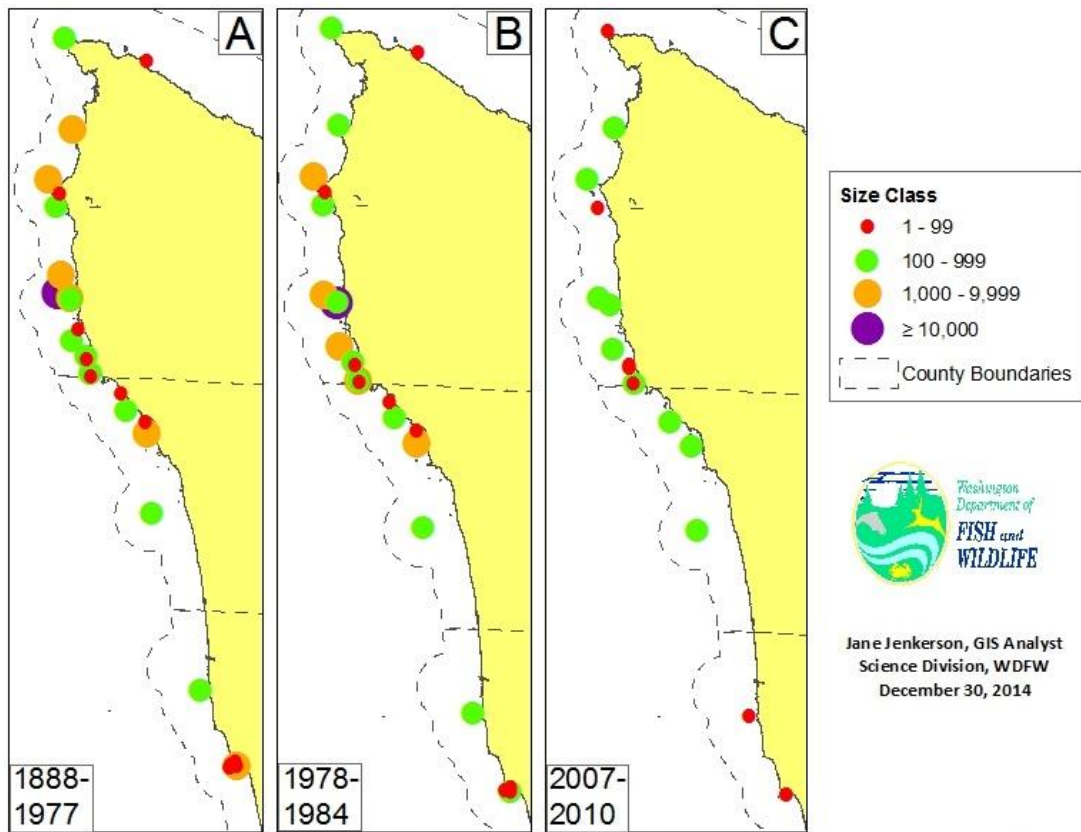 A
B
C
1888-
1977
1978-
1984
2007-
2010
Size Class
1 - 99
100 - 999
1,000 - 9,999
≥ 10,000
County Boundaries
Washington
Department of
FISH and
WILDLIFE
Jane Jenkerson, GIS Analyst
Science Division, WDFW
December 30, 2014